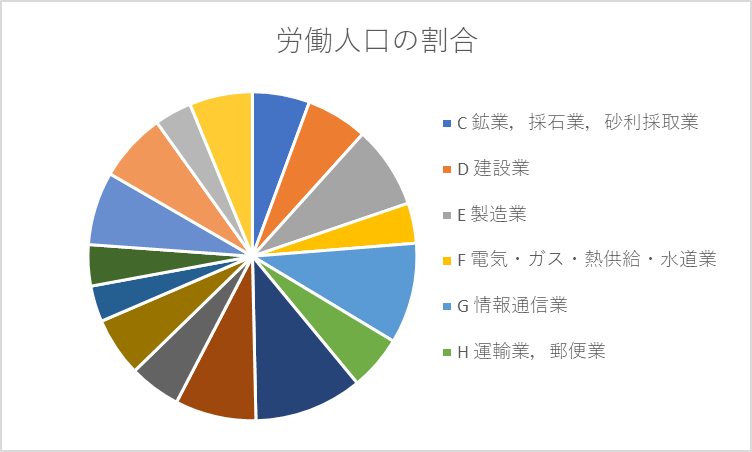 労働人口の割合
C 鉱業，採石業，砂利採取業
D 建設業
E 製造業
F 電気・ガス・熱供給・水道業
G 情報通信業
H 運輸業，郵便業